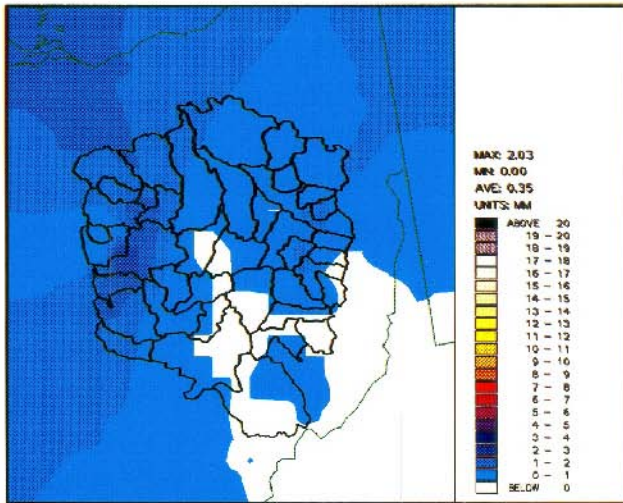 MAX: 2.03
MIN: 0.00
AVE: 0.35
UNITS: MM
ABOVE 20
19 - 20
18 - 19
17 - 18
16 - 17
15 - 16
14 - 15
13 - 14
12 - 13
11 - 12
10 - 11
9 - 10
8 - 9
7 - 8
6 - 7
5 - 6
4 - 5
3 - 4
2 - 3
1 - 2
0 - 1
BELOW 0